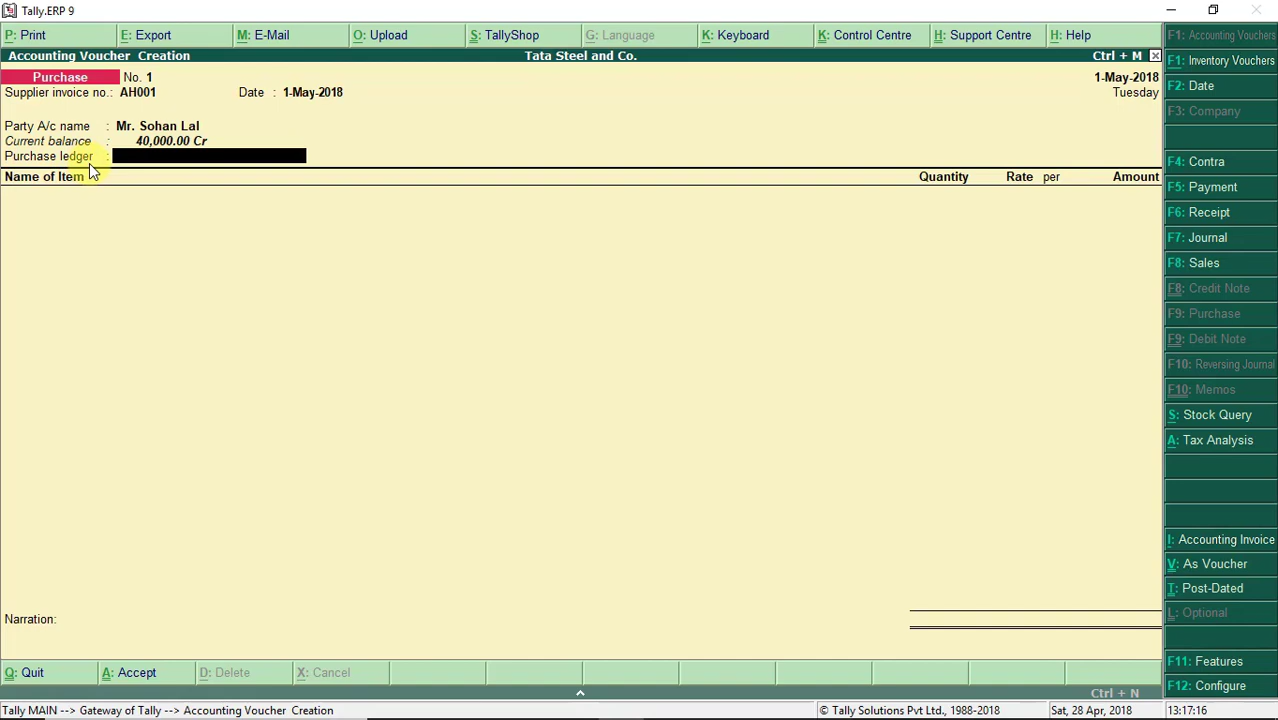 Tally.ERP 9
P: Print E: Export M: E-Mail O: Upload S: TallyShop G: Language K: Keyboard K: Control Centre H: Support Centre H: Help
Accounting Voucher Creation Tata Steel and Co. Ctrl + M
Purchase No. 1 1-May-2018
Supplier invoice no.: AH001 Date : 1-May-2018 Tuesday
Party A/c name : Mr. Sohan Lal
Current balance : 40,000.00 Cr
Purchase ledger :
Name of Item Quantity Rate per Amount
Narration:
Q: Quit A: Accept D: Delete X: Cancel
Ctrl + N
Tally MAIN --> Gateway of Tally --> Accounting Voucher Creation © Tally Solutions Pvt Ltd., 1988-2018 Sat, 28 Apr, 2018 13:17:16
F1: Accounting Vouchers
F1: Inventory Vouchers
F2: Date
F3: Company
F4: Contra
F5: Payment
F6: Receipt
F7: Journal
F8: Sales
F8: Credit Note
F9: Purchase
F9: Debit Note
F10: Reversing Journal
F10: Memos
S: Stock Query
A: Tax Analysis
I: Accounting Invoice
V: As Voucher
T: Post-Dated
L: Optional
F11: Features
F12: Configure